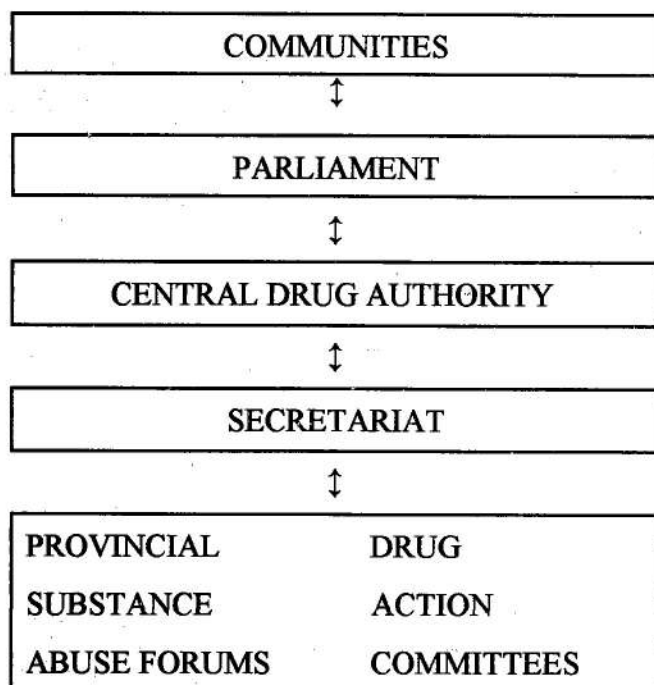 COMMUNITIES
↕
PARLIAMENT
↕
CENTRAL DRUG AUTHORITY
↕
SECRETARIAT
↕
PROVINCIAL DRUG
SUBSTANCE ACTION
ABUSE FORUMS COMMITTEES